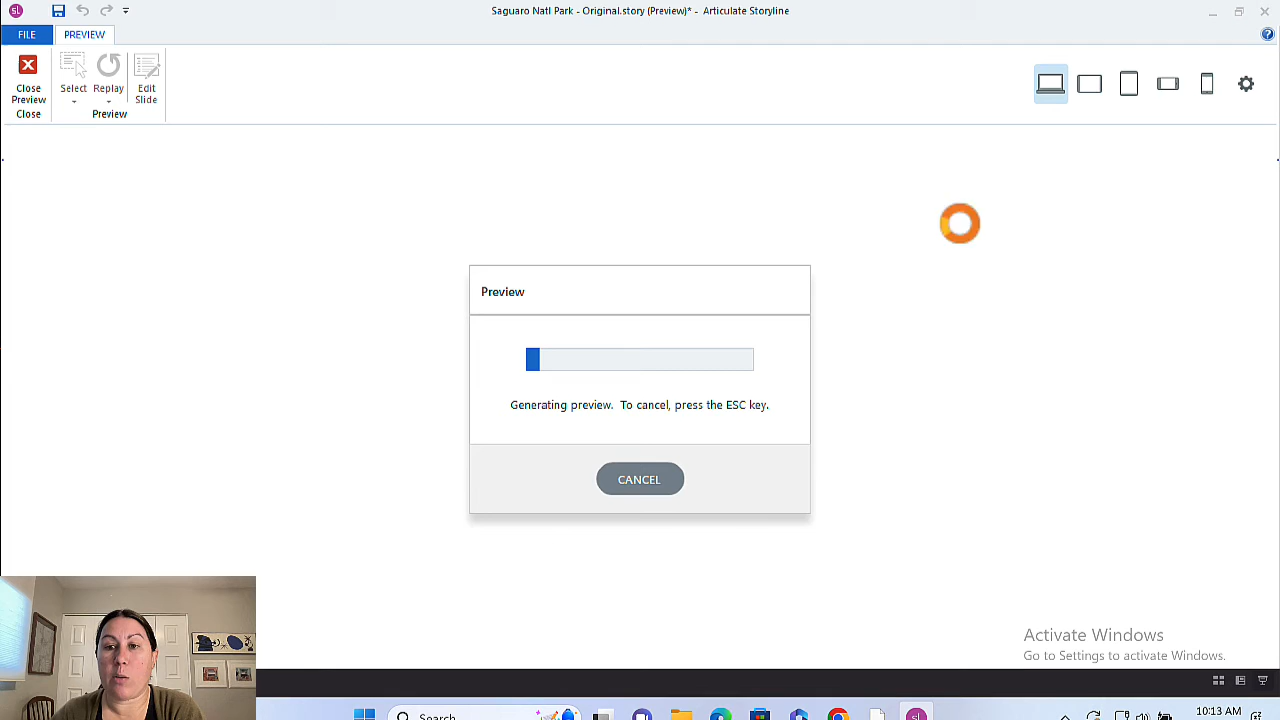 SL
Saguaro Natl Park - Original.story (Preview)* - Articulate Storyline
FILE
PREVIEW
Close Preview
Select
Replay
Edit Slide
Close
Preview
Preview
Generating preview. To cancel, press the ESC key.
CANCEL
Activate Windows
Go to Settings to activate Windows.
Search
10:13 AM